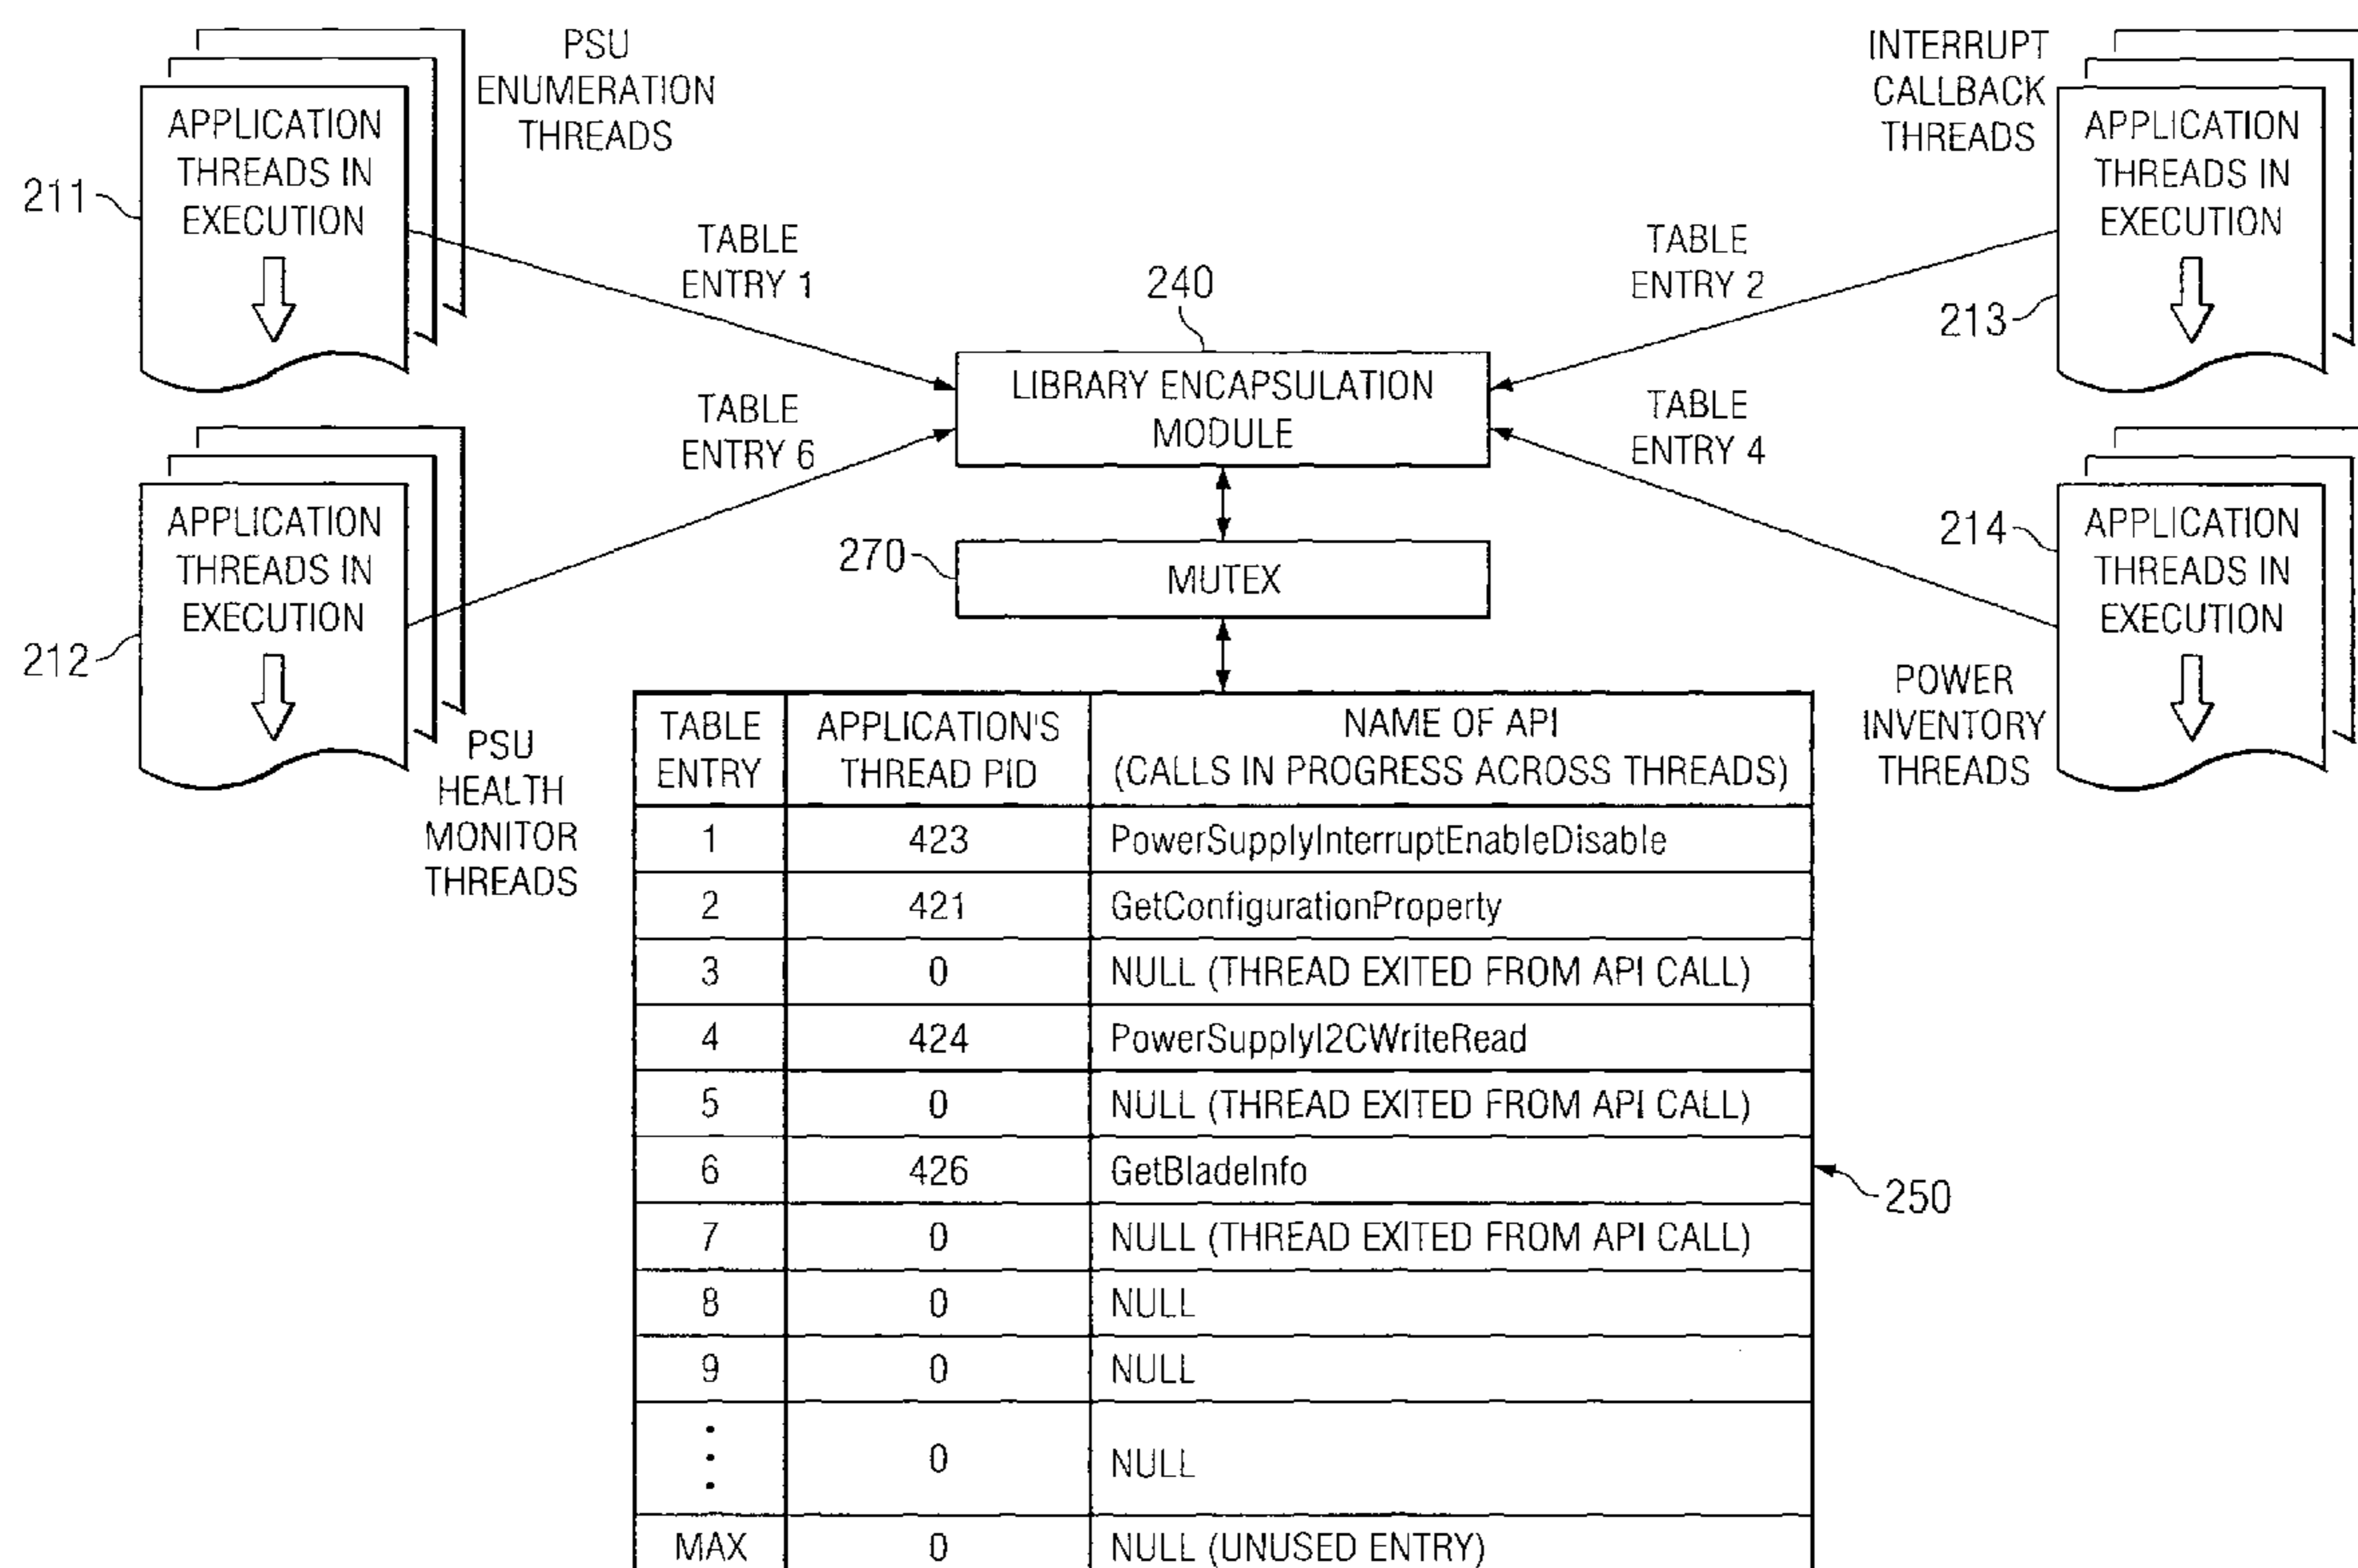 PSU
ENUMERATION
THREADS
APPLICATION
THREADS IN
EXECUTION
211
TABLE
ENTRY 1
INTERRUPT
CALLBACK
THREADS
APPLICATION
THREADS IN
EXECUTION
213
TABLE
ENTRY 2
240
LIBRARY ENCAPSULATION
MODULE
TABLE
ENTRY 6
TABLE
ENTRY 4
APPLICATION
THREADS IN
EXECUTION
212
PSU
HEALTH
MONITOR
THREADS
270
MUTEX
214
APPLICATION
THREADS IN
EXECUTION
POWER
INVENTORY
THREADS
TABLE ENTRY APPLICATION'S THREAD PID NAME OF API (CALLS IN PROGRESS ACROSS THREADS)
1 423 PowerSupplyInterruptEnableDisable
2 421 GetConfigurationProperty
3 0 NULL (THREAD EXITED FROM API CALL)
4 424 PowerSupplyI2CWriteRead
5 0 NULL (THREAD EXITED FROM API CALL)
6 426 GetBladeInfo
250
7 0 NULL (THREAD EXITED FROM API CALL)
8 0 NULL
9 0 NULL
⋮ 0 NULL
MAX 0 NULL (UNUSED ENTRY)